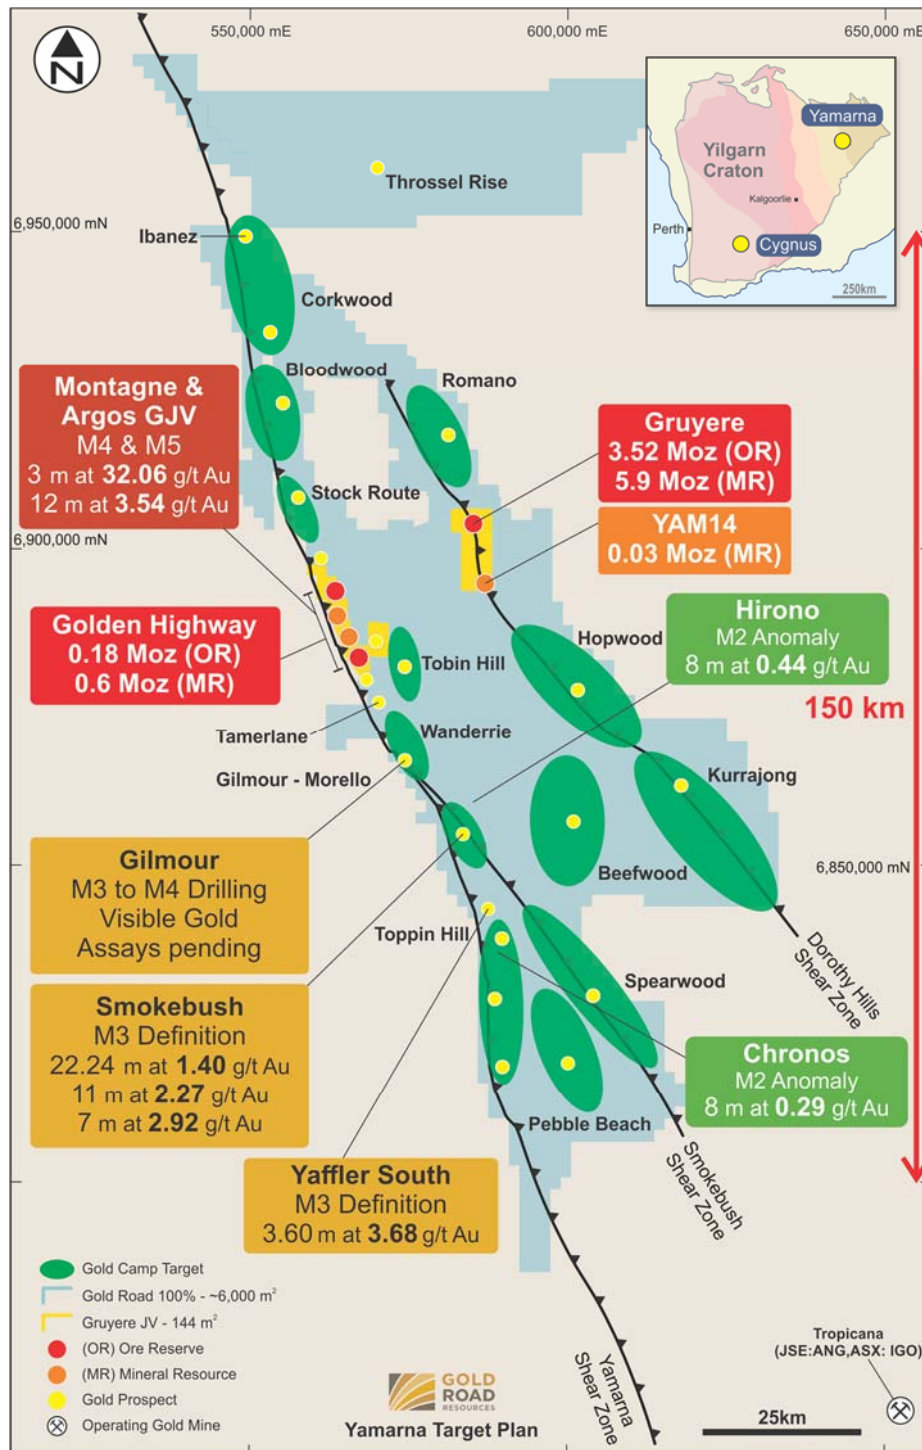 550,000 mE
600,000 mE
650,000 mE
N
Yamarna
Yilgarn
Craton
Kalgoorlie
Perth
Cygnus
250km
Throssel Rise
6,950,000 mN
Ibanez
Corkwood
Bloodwood
Romano
Montagne &
Argos GJV
M4 & M5
3 m at 32.06 g/t Au
12 m at 3.54 g/t Au
Gruyere
3.52 Moz (OR)
5.9 Moz (MR)
Stock Route
YAM14
0.03 Moz (MR)
6,900,000 mN
Golden Highway
0.18 Moz (OR)
0.6 Moz (MR)
Hirono
M2 Anomaly
8 m at 0.44 g/t Au
Hopwood
Tobin Hill
150 km
Tamerlane
Wanderrie
Gilmour - Morello
Kurrajong
Gilmour
M3 to M4 Drilling
Visible Gold
Assays pending
Beefwood
6,850,000 mN
Toppin Hill
Spearwood
Dorothy Hills
Shear Zone
Smokebush
M3 Definition
22.24 m at 1.40 g/t Au
11 m at 2.27 g/t Au
7 m at 2.92 g/t Au
Chronos
M2 Anomaly
8 m at 0.29 g/t Au
Pebble Beach
Smokebush
Shear Zone
Yaffler South
M3 Definition
3.60 m at 3.68 g/t Au
Gold Camp Target
Gold Road 100% - ~6,000 m²
Gruyere JV - 144 m²
(OR) Ore Reserve
(MR) Mineral Resource
Gold Prospect
Operating Gold Mine
GOLD
ROAD
RESOURCES
Yamarna Target Plan
Yamarna
Shear Zone
Tropicana
(JSE:ANG,ASX: IGO)
25km